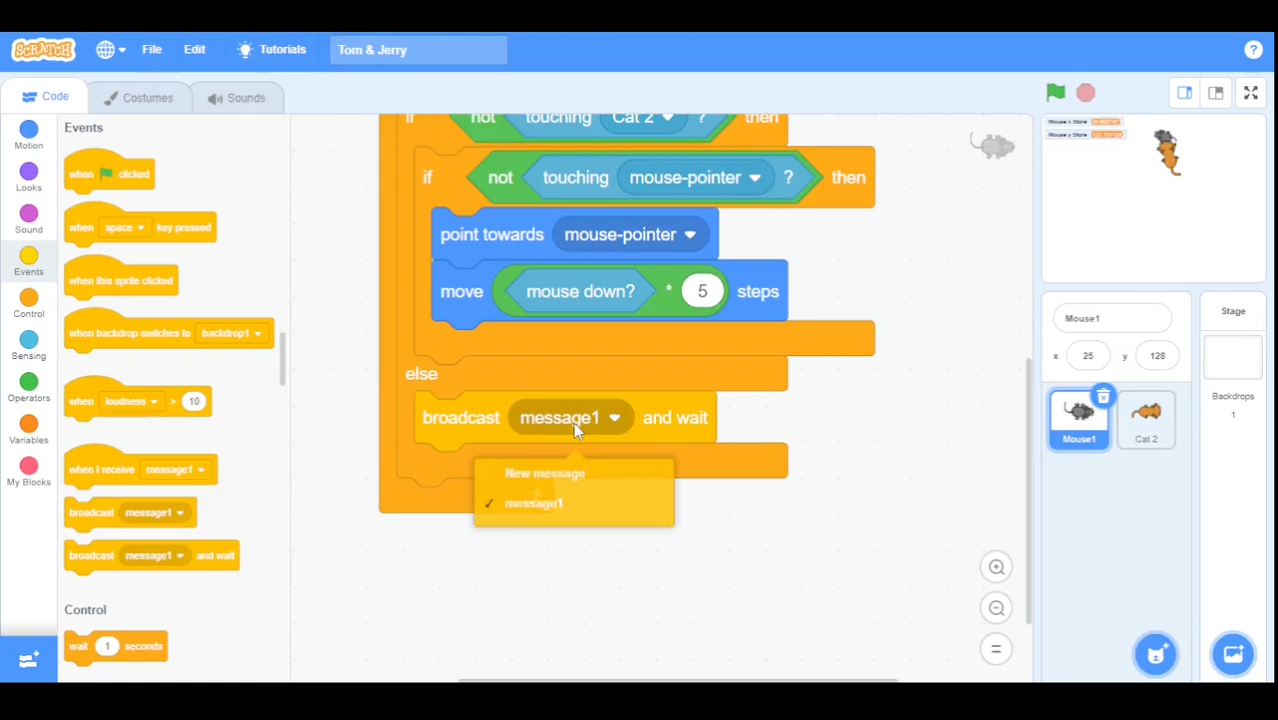 SCRATCH
File
Edit
Tutorials
Tom & Jerry
?
Code
Costumes
Sounds
Motion
Looks
Sound
Events
Control
Sensing
Operators
Variables
My Blocks
Events
when clicked
when space key pressed
when this sprite clicked
when backdrop switches to backdrop1
when loudness > 10
when I receive message1
broadcast message1
broadcast message1 and wait
Control
wait 1 seconds
if not touching Cat 2 ? then
if not touching mouse-pointer ? then
point towards mouse-pointer
move mouse down? * 5 steps
else
broadcast message1 and wait
New message
✓ message1
Mouse x Store
Mouse y Store
Mouse1
x 25 y 128
Mouse1
Cat 2
Stage
Backdrops
1